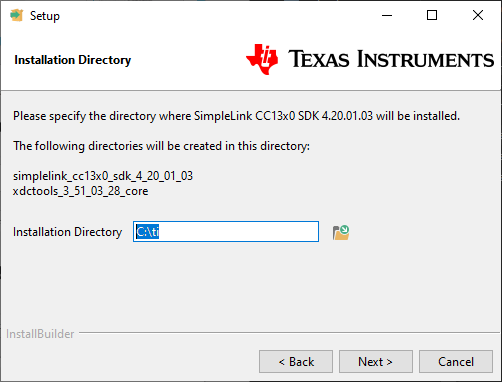 Setup
Installation Directory
TEXAS INSTRUMENTS
Please specify the directory where SimpleLink CC13x0 SDK 4.20.01.03 will be installed.
The following directories will be created in this directory:
simplelink_cc13x0_sdk_4_20_01_03
xdctools_3_51_03_28_core
Installation Directory C:\ti
InstallBuilder
< Back Next > Cancel